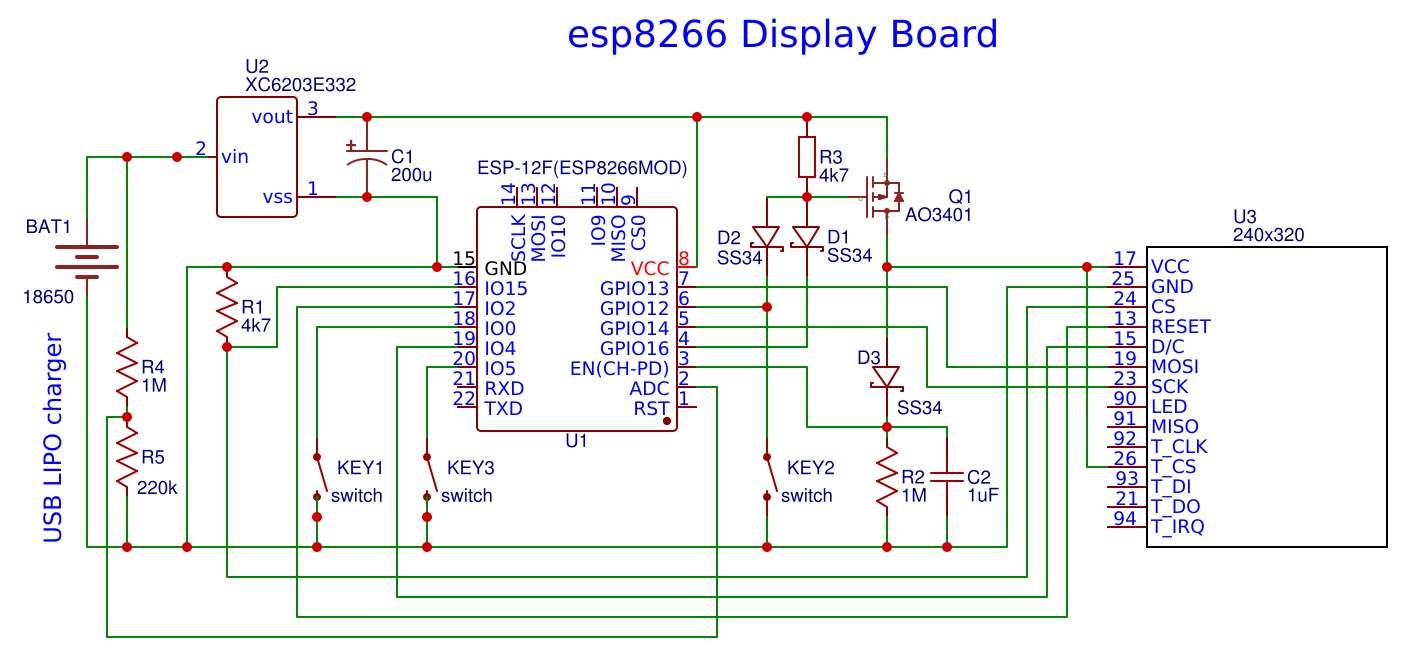 esp8266 Display Board
U2
XC6203E332
vout 3
2 vin
vss 1
+
C1
200u
BAT1
18650
USB LIPO charger
R4
1M
R5
220k
R1
4k7
ESP-12F(ESP8266MOD)
14 13 12 11 10 9
SCLK MOSI IO10 IO9 MISO CS0
15 GND
16 IO15
17 IO2
18 IO0
19 IO4
20 IO5
21 RXD
22 TXD
VCC 8
GPIO13 7
GPIO12 6
GPIO14 5
GPIO16 4
EN(CH-PD) 3
ADC 2
RST 1
U1
KEY1
switch
KEY3
switch
KEY2
switch
R3
4k7
D2
SS34
D1
SS34
Q1
AO3401
D3
SS34
R2
1M
C2
1uF
U3
240x320
17 VCC
25 GND
24 CS
13 RESET
15 D/C
19 MOSI
23 SCK
90 LED
91 MISO
92 T_CLK
26 T_CS
93 T_DI
21 T_DO
94 T_IRQ